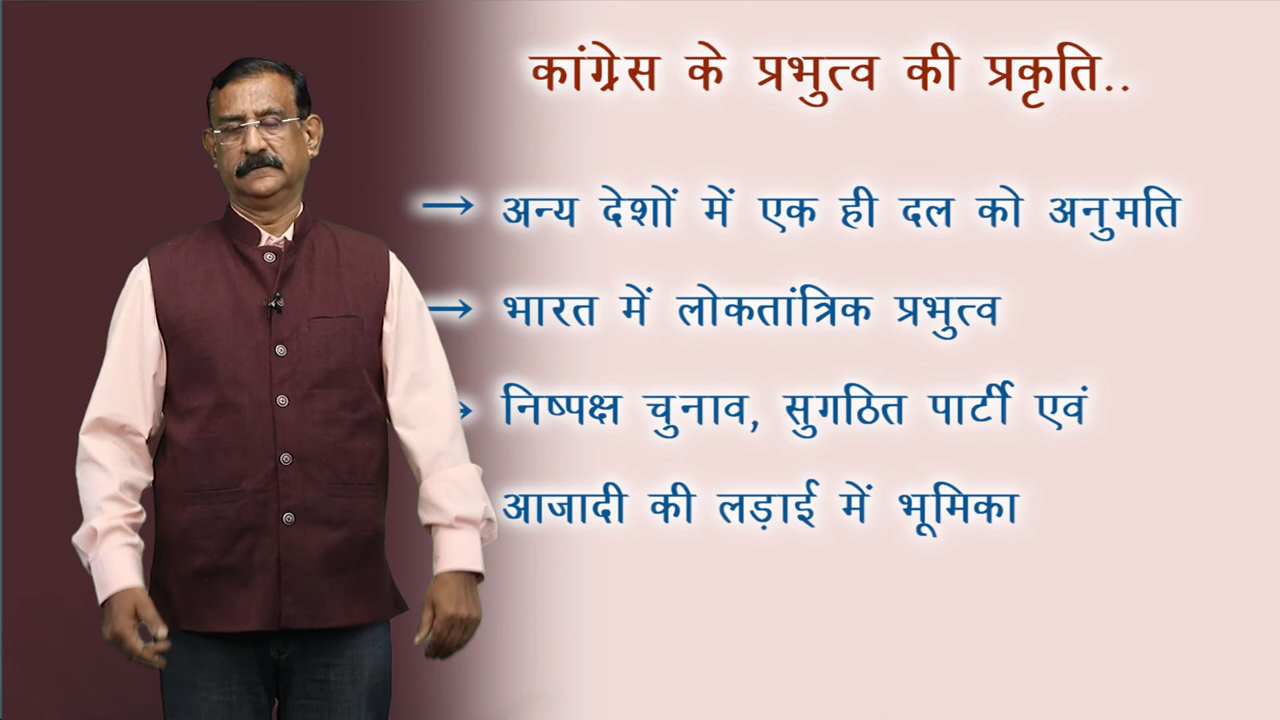 कांग्रेस के प्रभुत्व की प्रकृति..
→ अन्य देशों में एक ही दल को अनुमति
→ भारत में लोकतांत्रिक प्रभुत्व
→ निष्पक्ष चुनाव, सुगठित पार्टी एवं
आजादी की लड़ाई में भूमिका